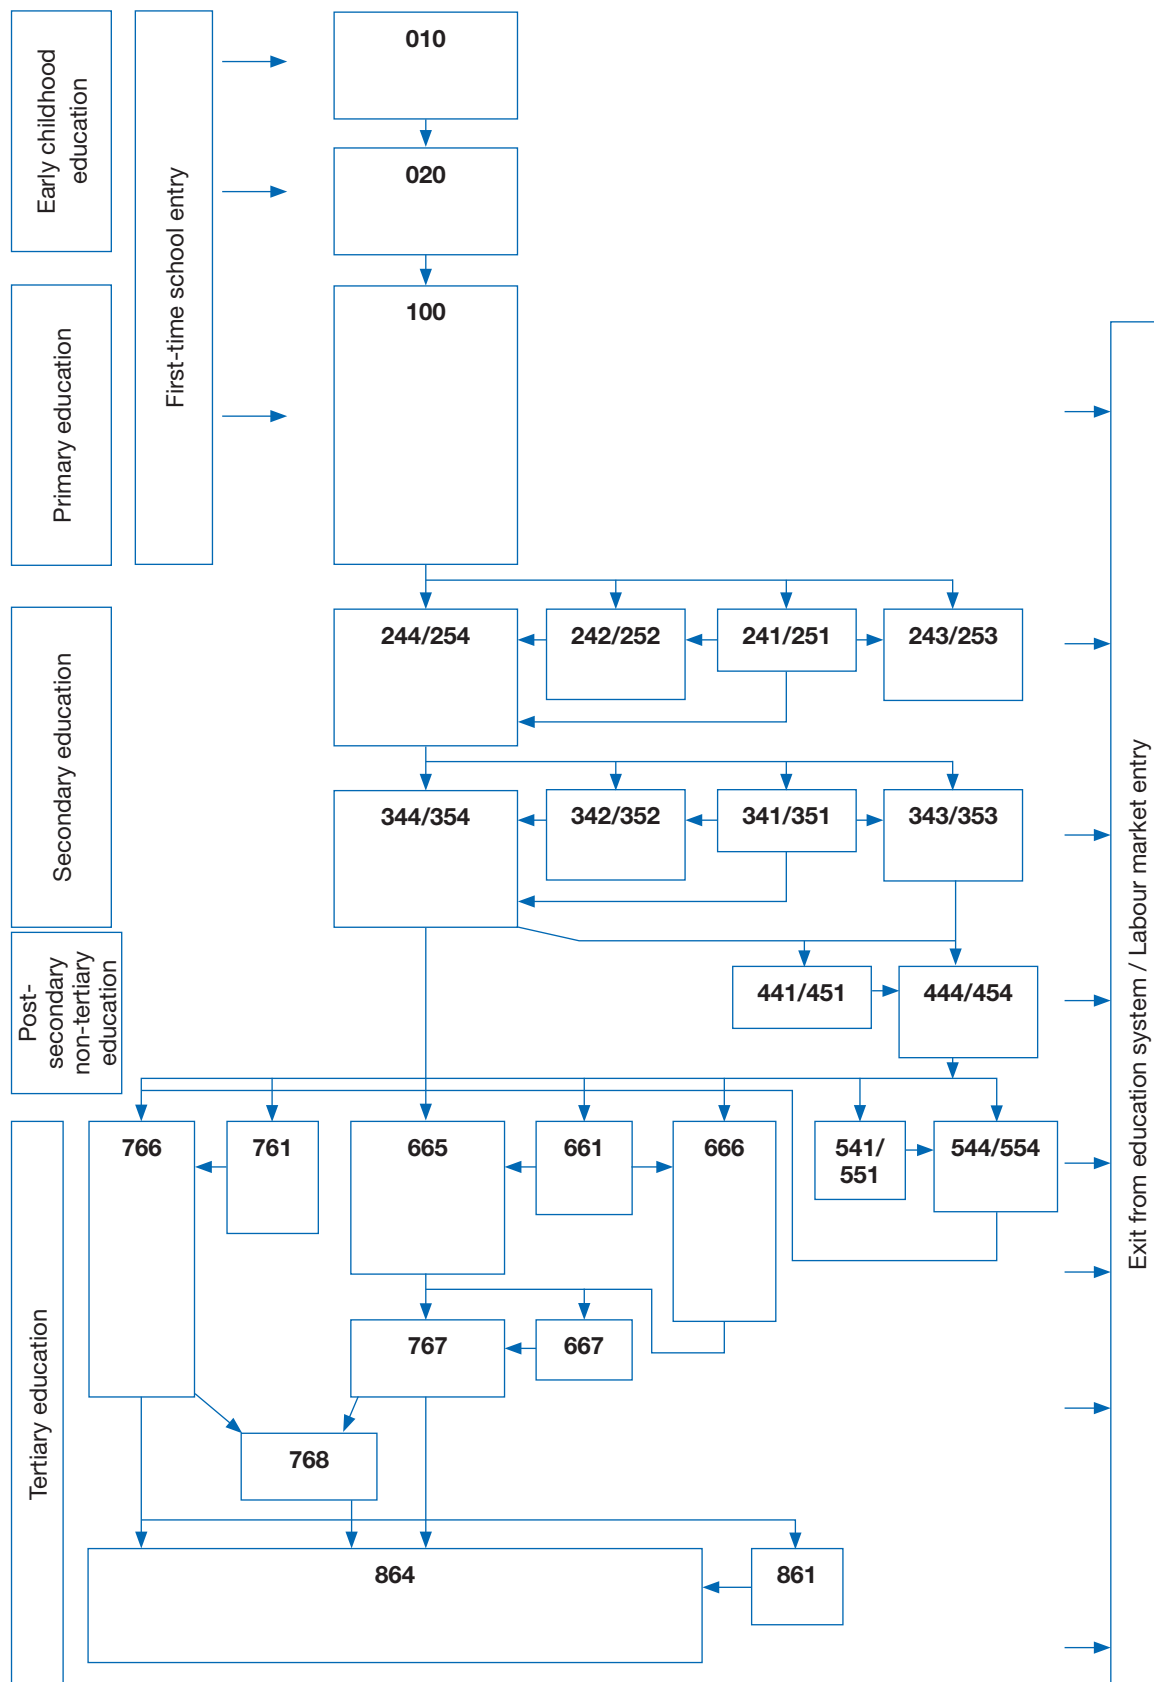 Early childhood
education
First-time school entry
010
020
Primary education
100
Secondary education
244/254
242/252
241/251
243/253
344/354
342/352
341/351
343/353
Post-
secondary
non-tertiary
education
441/451
444/454
Tertiary education
766
761
665
661
666
541/
551
544/554
767
667
768
864
861
Exit from education system / Labour market entry